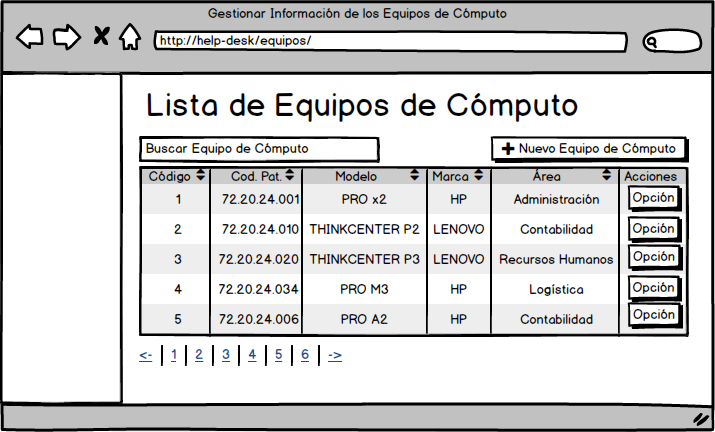 Gestionar Información de los Equipos de Cómputo
http://help-desk/equipos/
Lista de Equipos de Cómputo
Buscar Equipo de Cómputo
+ Nuevo Equipo de Cómputo
Código Cod. Pat. Modelo Marca Área Acciones
1 72.20.24.001 PRO x2 HP Administración Opción
2 72.20.24.010 THINKCENTER P2 LENOVO Contabilidad Opción
3 72.20.24.020 THINKCENTER P3 LENOVO Recursos Humanos Opción
4 72.20.24.034 PRO M3 HP Logística Opción
5 72.20.24.006 PRO A2 HP Contabilidad Opción
<- | 1 | 2 | 3 | 4 | 5 | 6 | ->